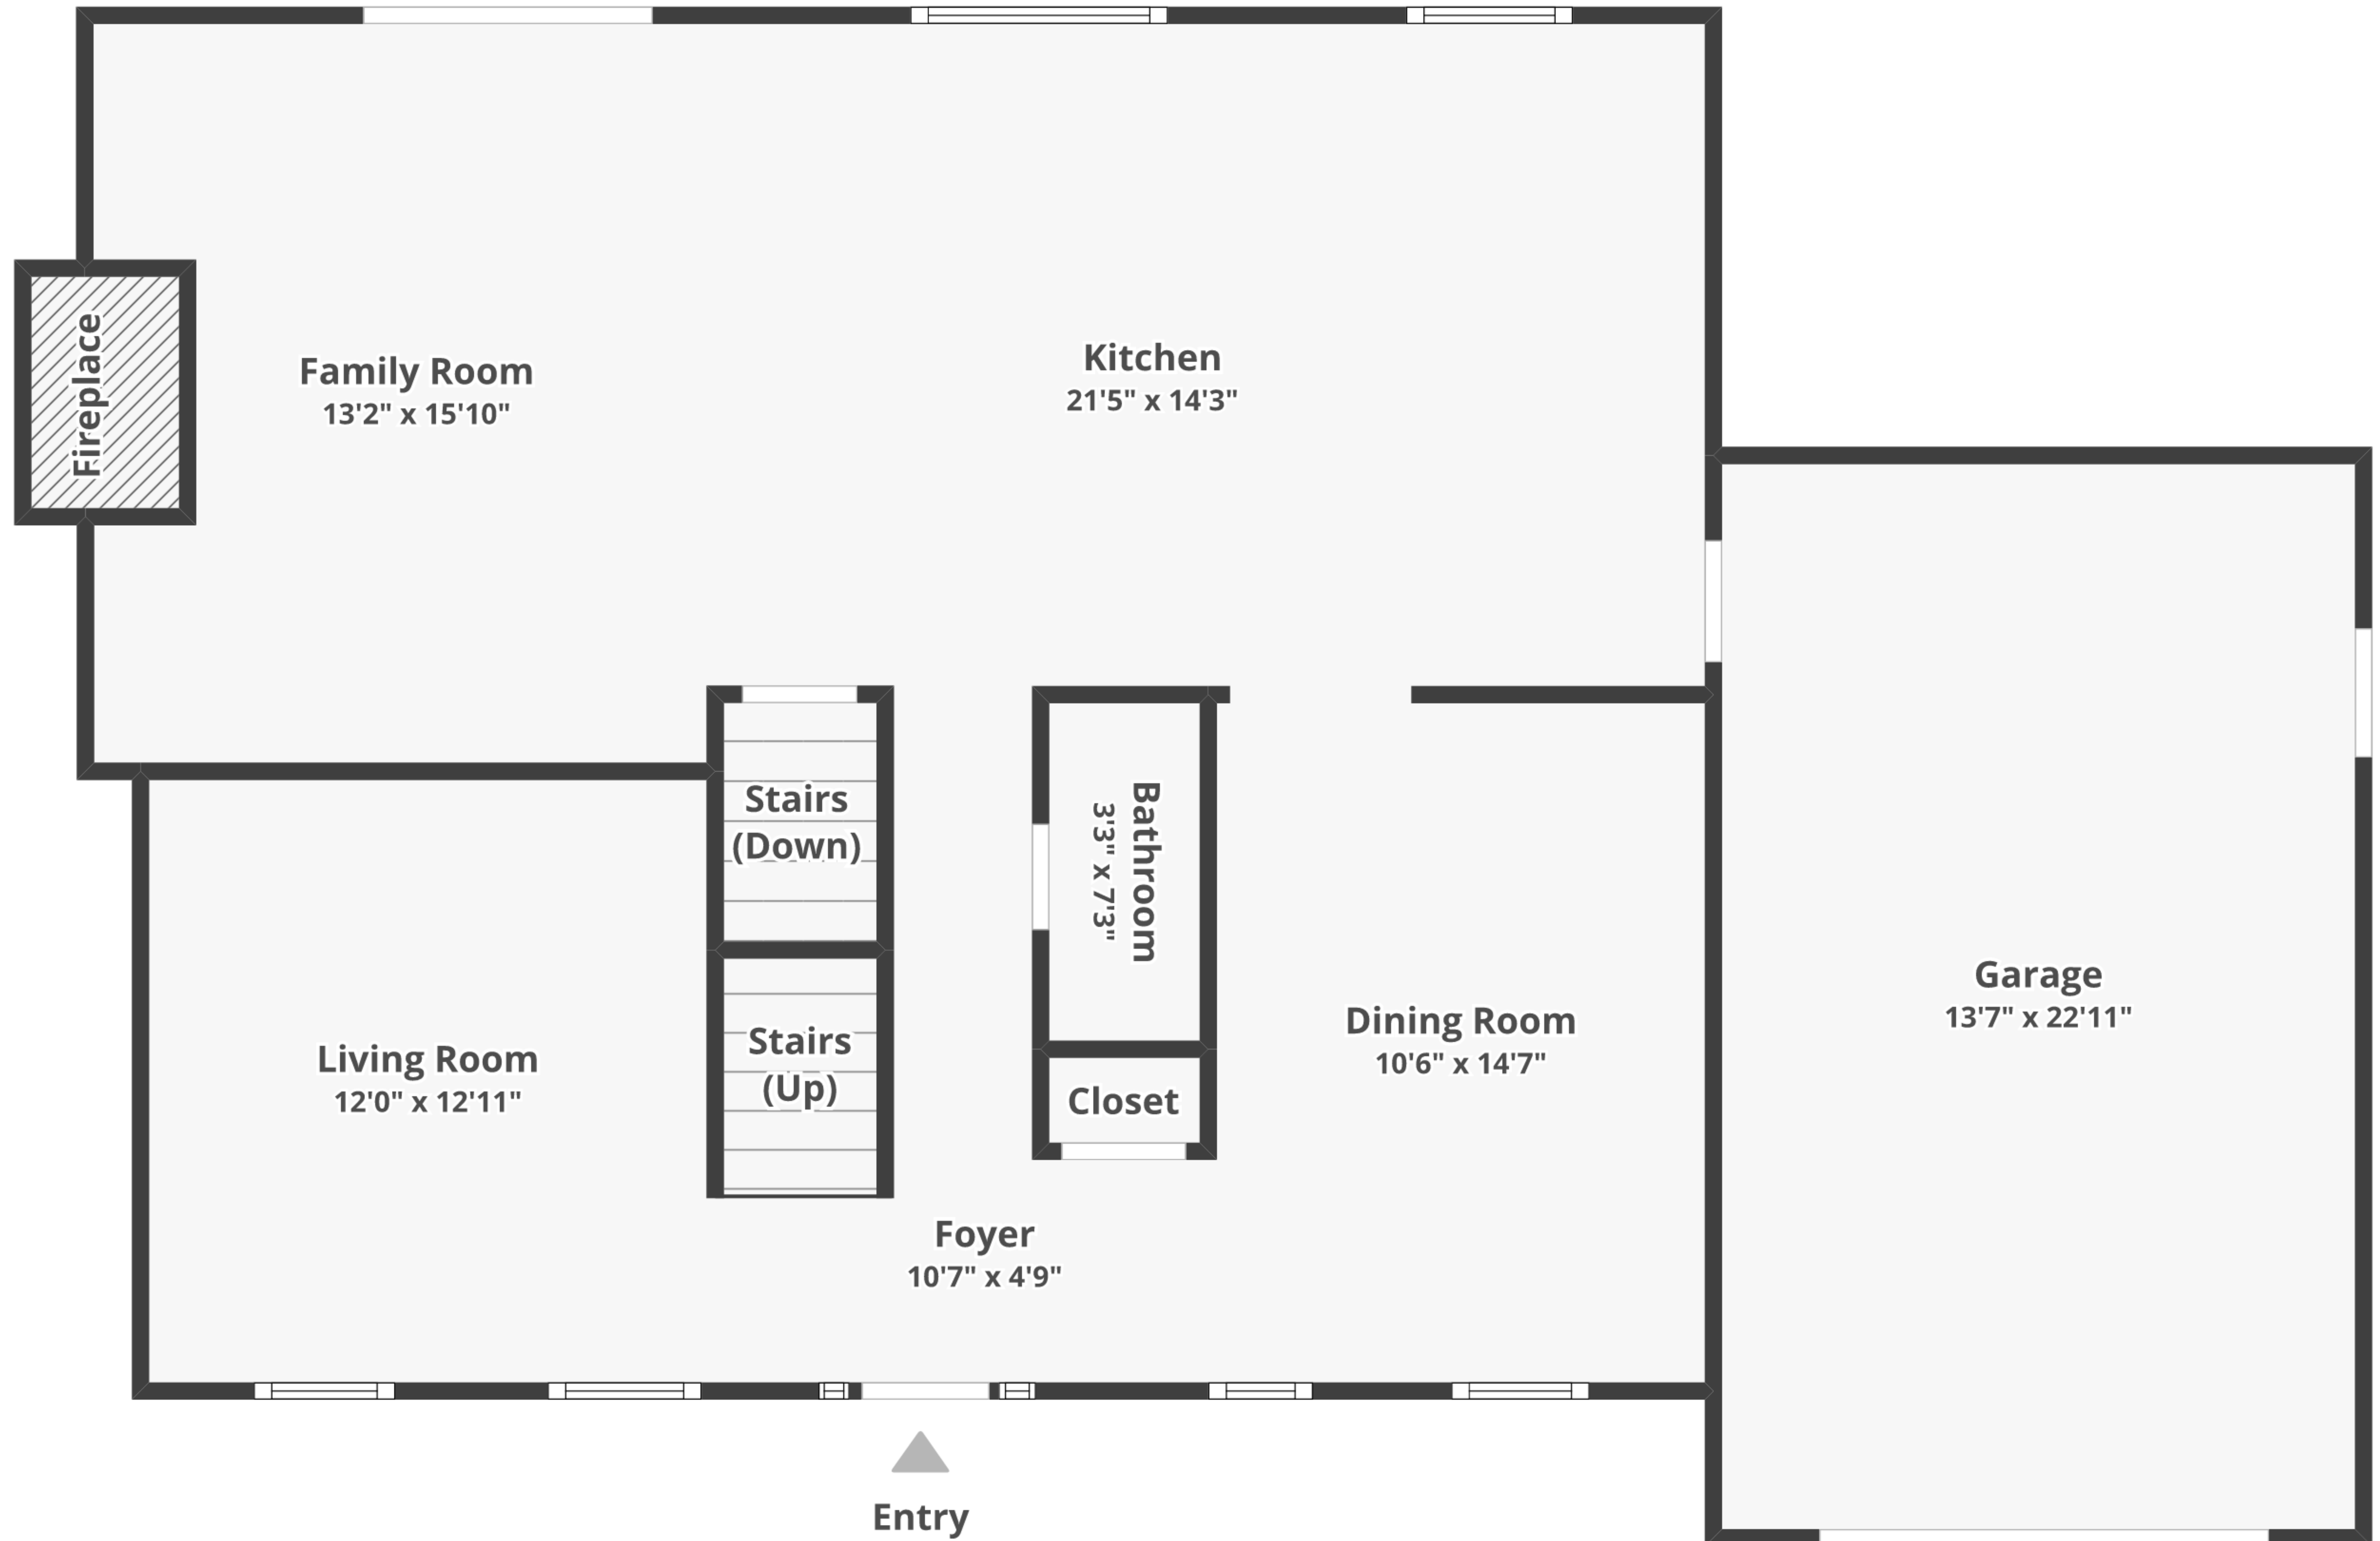 Fireplace
Family Room
13'2" x 15'10"
Kitchen
21'5" x 14'3"
Stairs
(Down)
Bathroom
3'3" x 7'3"
Garage
13'7" x 22'11"
Living Room
12'0" x 12'11"
Stairs
(Up)
Closet
Dining Room
10'6" x 14'7"
Foyer
10'7" x 4'9"
Entry